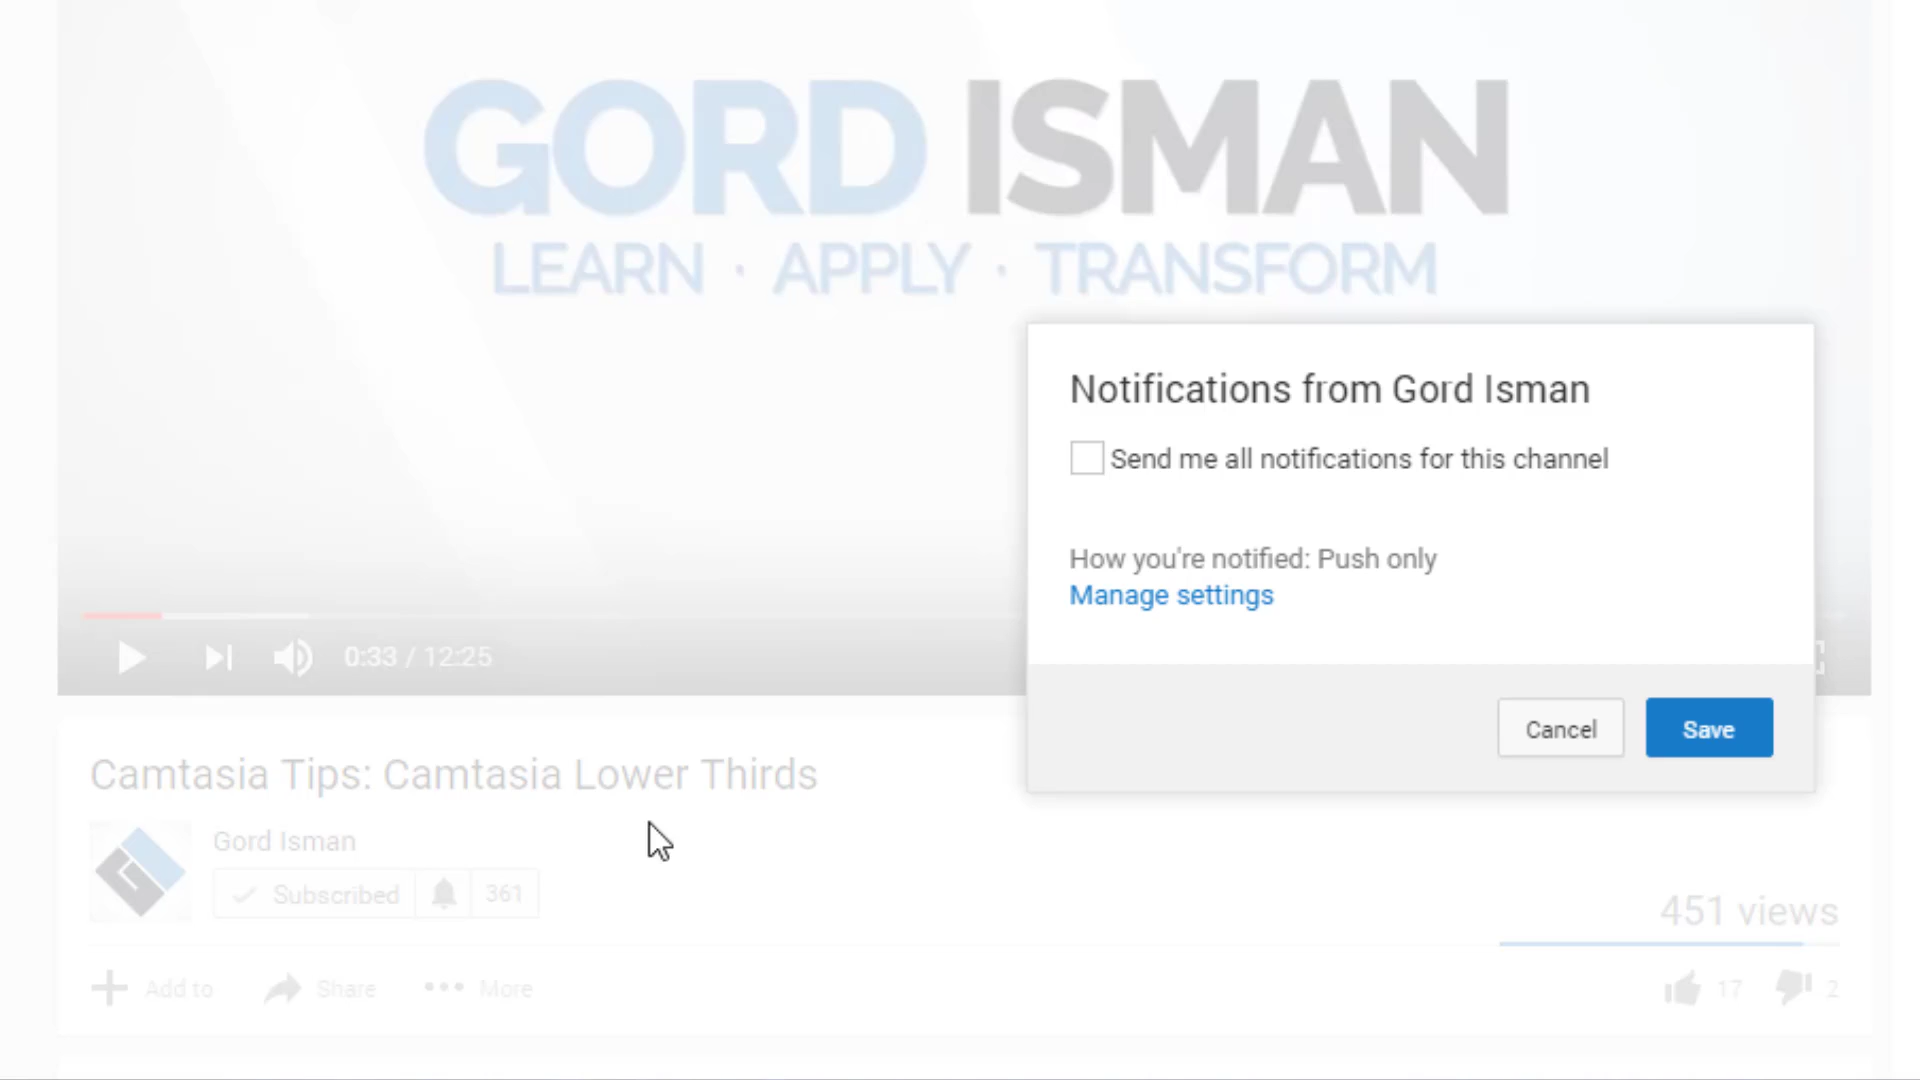 GORD ISMAN
LEARN · APPLY · TRANSFORM
Notifications from Gord Isman
Send me all notifications for this channel
How you're notified: Push only
Manage settings
0:33 / 12:25
Cancel
Save
Camtasia Tips: Camtasia Lower Thirds
Gord Isman
Subscribed 361
451 views
Add to Share More
17 2